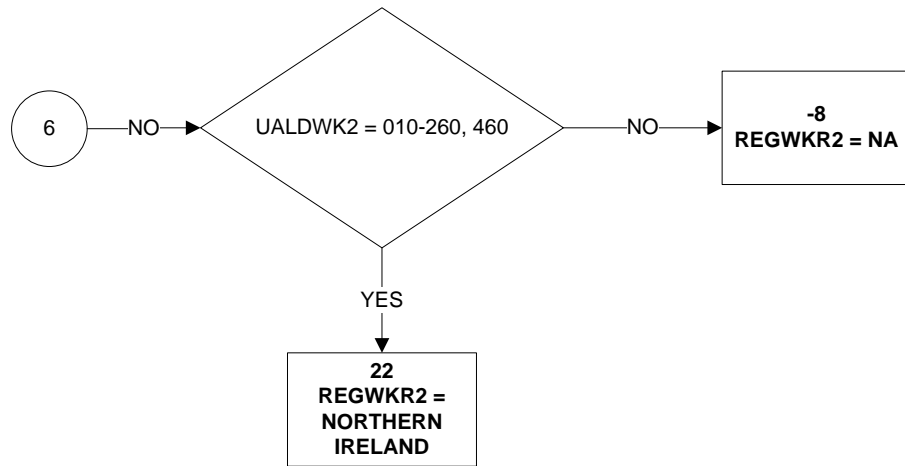 6
NO
UALDWK2 = 010-260, 460
NO
-8
REGWKR2 = NA
YES
22
REGWKR2 =
NORTHERN
IRELAND